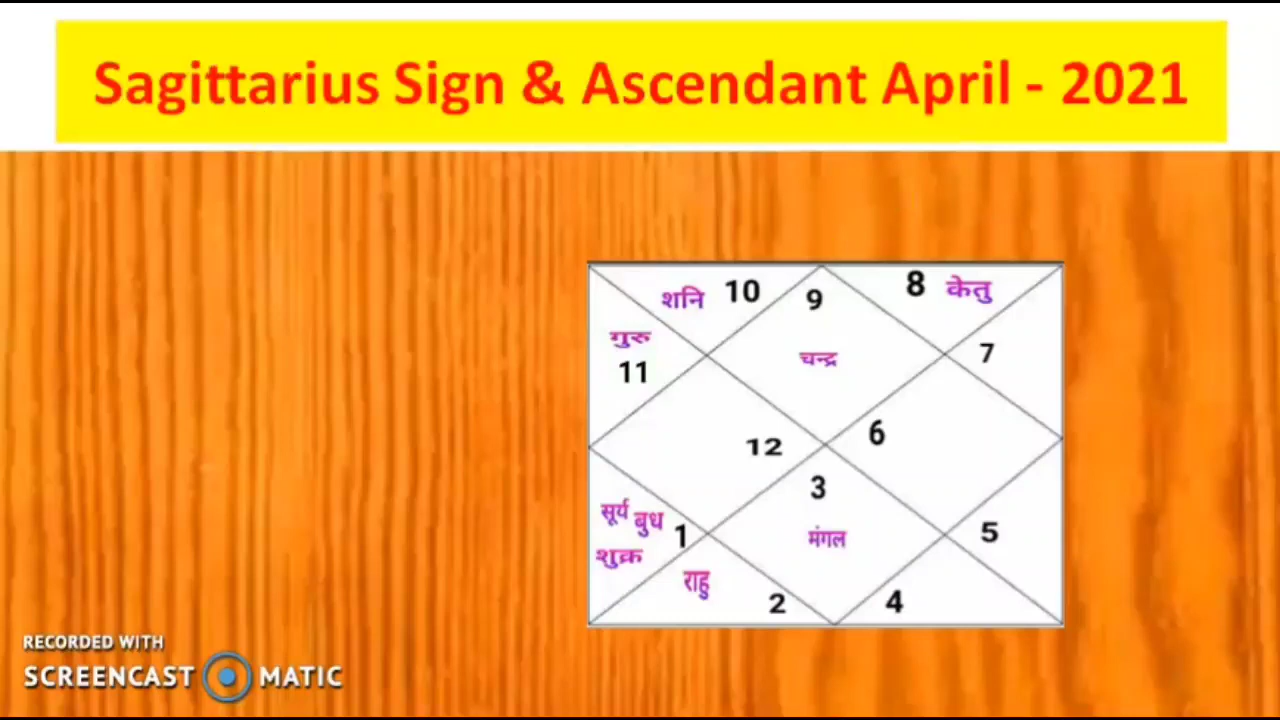 Sagittarius Sign & Ascendant April - 2021
शनि 10
9
8 केतु
गुरु
11
चन्द्र
7
12
6
3
सूर्य बुध 1
शुक्र
मंगल
5
राहु
2
4
RECORDED WITH
SCREENCAST MATIC